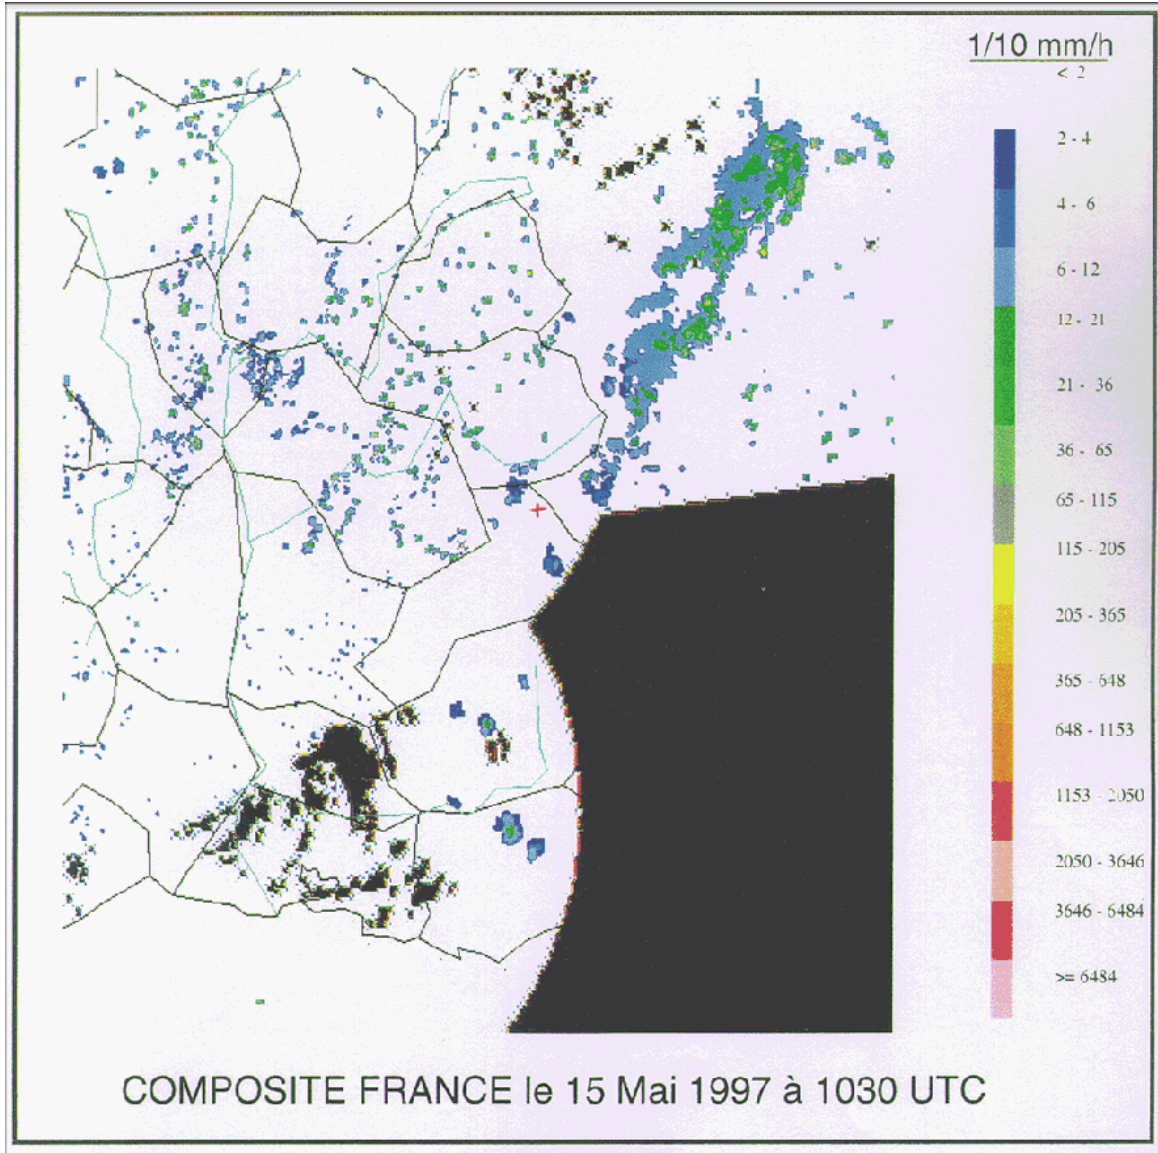 1/10 mm/h
< 2
2 - 4
4 - 6
6 - 12
12 - 21
21 - 36
36 - 65
65 - 115
115 - 205
205 - 365
365 - 648
648 - 1153
1153 - 2050
2050 - 3646
3646 - 6484
>= 6484
COMPOSITE FRANCE le 15 Mai 1997 à 1030 UTC